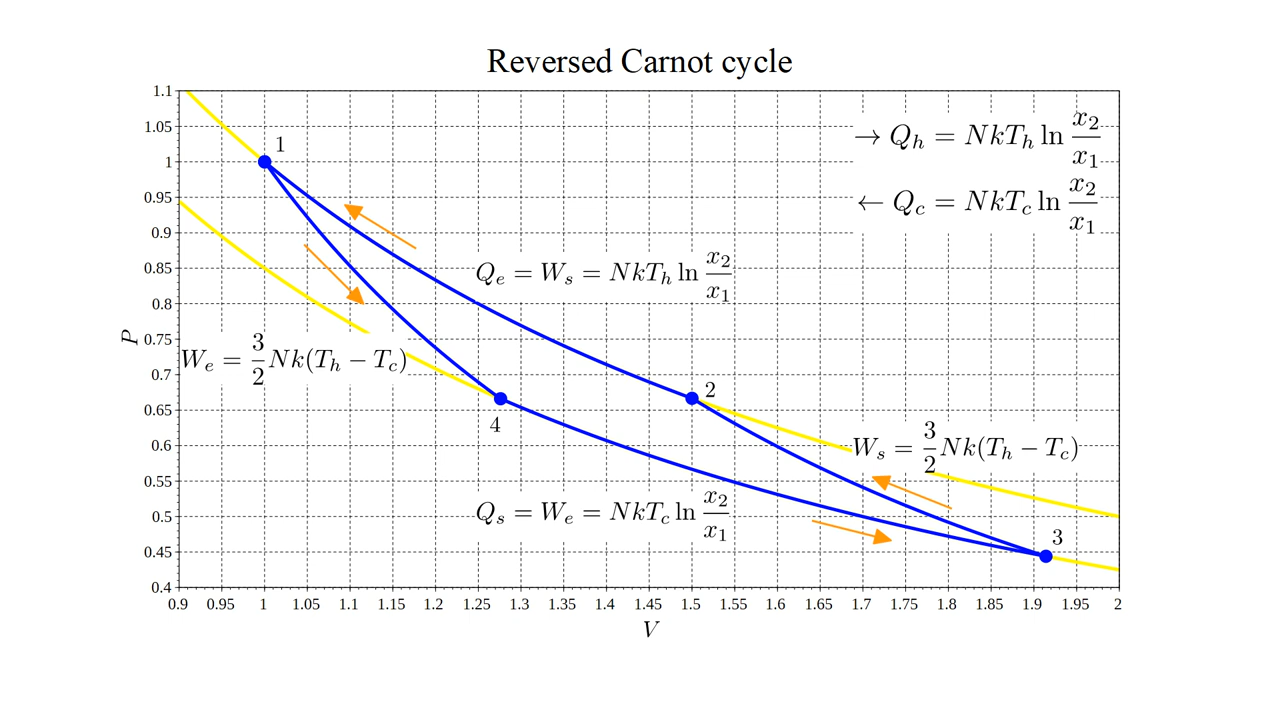 Reversed Carnot cycle
1.1
1.05
1
0.95
0.9
0.85
0.8
0.75
0.7
0.65
0.6
0.55
0.5
0.45
0.4
P
1
2
3
4
→ Q_h = NkT_h ln x_2/x_1
← Q_c = NkT_c ln x_2/x_1
Q_e = W_s = NkT_h ln x_2/x_1
W_e = 3/2 Nk(T_h − T_c)
W_s = 3/2 Nk(T_h − T_c)
Q_s = W_e = NkT_c ln x_2/x_1
0.9 0.95 1 1.05 1.1 1.15 1.2 1.25 1.3 1.35 1.4 1.45 1.5 1.55 1.6 1.65 1.7 1.75 1.8 1.85 1.9 1.95 2
V